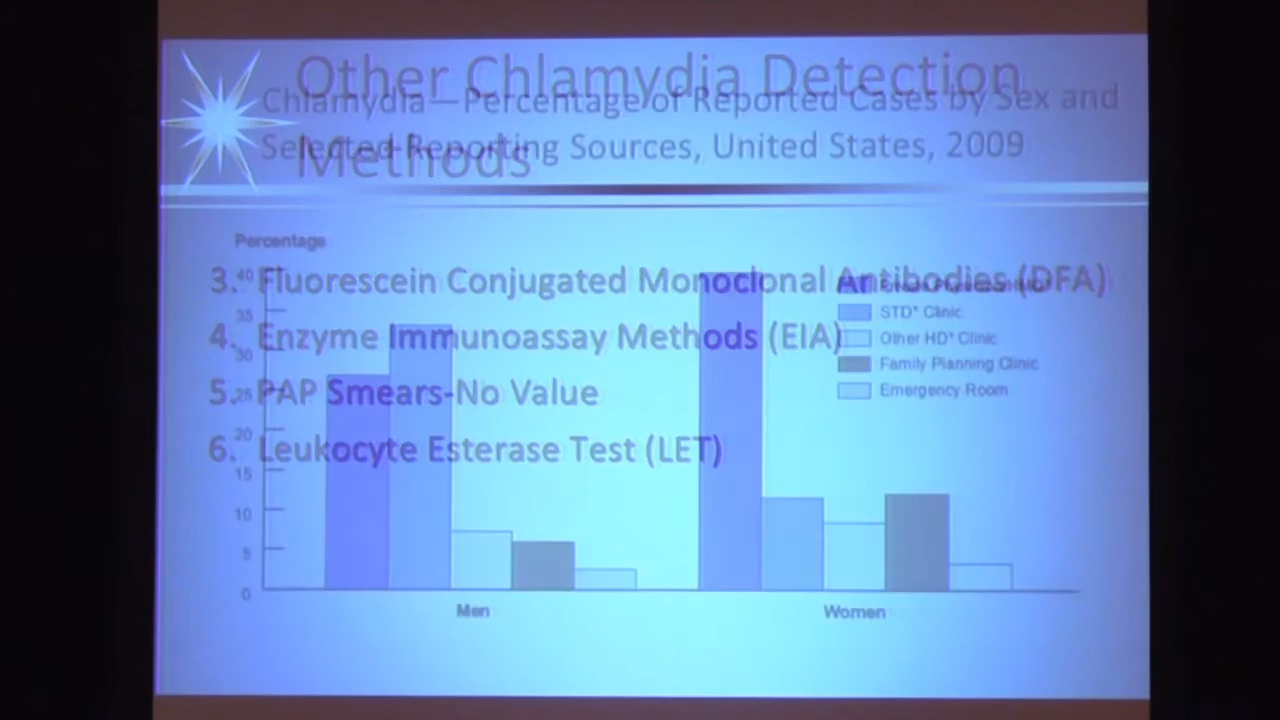 Other Chlamydia Detection
Methods
Chlamydia—Percentage of Reported Cases by Sex and
Selected Reporting Sources, United States, 2009
3. Fluorescein Conjugated Monoclonal Antibodies (DFA)
4. Enzyme Immunoassay Methods (EIA)
5. PAP Smears-No Value
6. Leukocyte Esterase Test (LET)
Percentage
40
35
30
25
20
15
10
5
0
Men
Women
STD* Clinic
Other HD* Clinic
Family Planning Clinic
Emergency Room